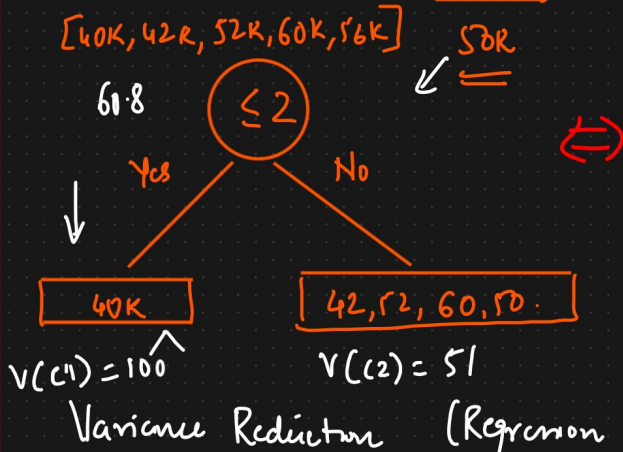 [40K, 42K, 52K, 60K, 56K] 50K
60.8 ≤2
Yes No
40K 42, 52, 60, 50.
V(C1) = 100 V(C2) = 51
Variance Reduction (Regression